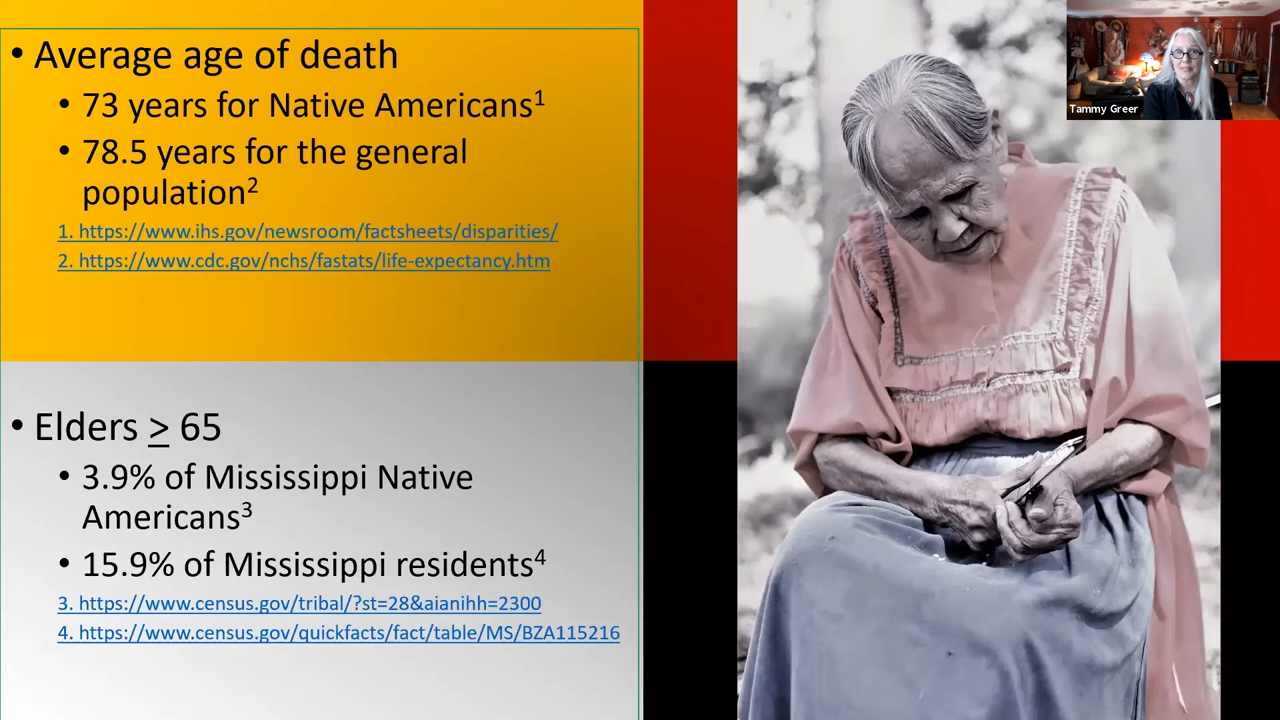 • Average age of death
• 73 years for Native Americans¹
• 78.5 years for the general
population²
1. https://www.ihs.gov/newsroom/factsheets/disparities/
2. https://www.cdc.gov/nchs/fastats/life-expectancy.htm
• Elders ≥ 65
• 3.9% of Mississippi Native
Americans³
• 15.9% of Mississippi residents⁴
3. https://www.census.gov/tribal/?st=28&aianihh=2300
4. https://www.census.gov/quickfacts/fact/table/MS/BZA115216
Tammy Greer